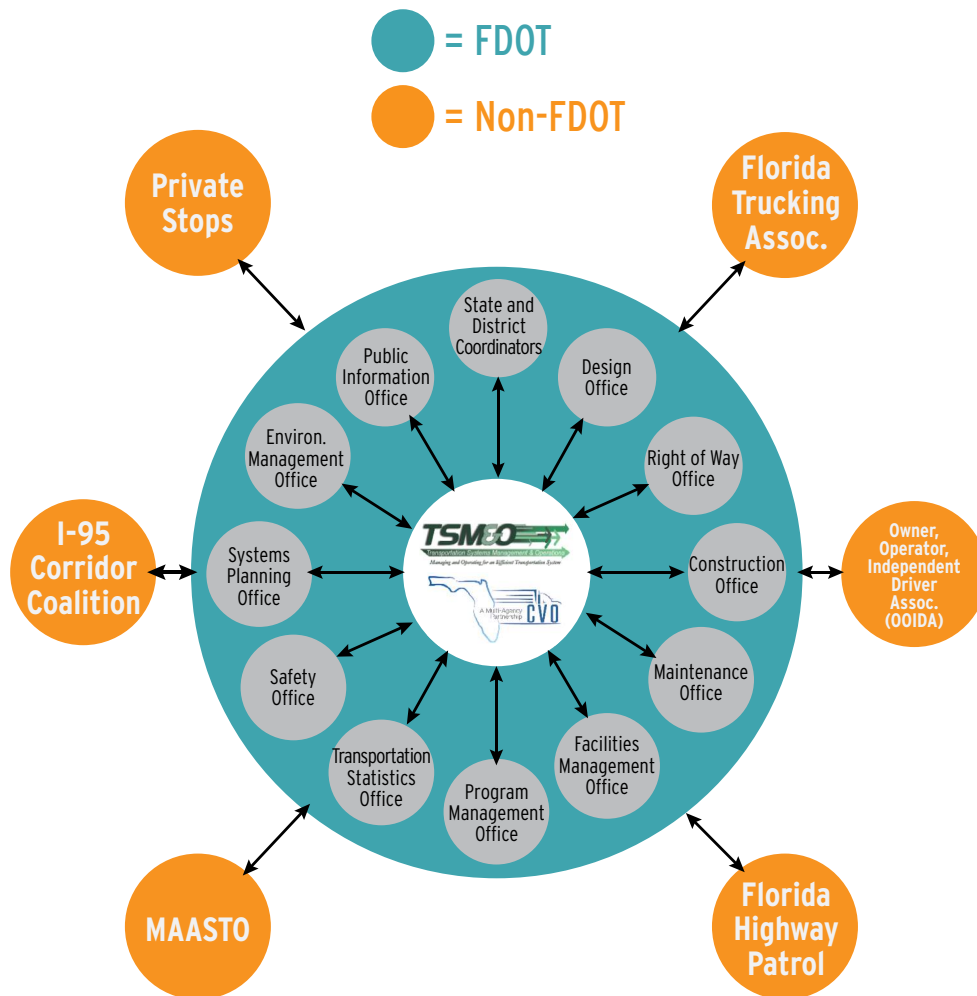 = FDOT
= Non-FDOT
Private
Stops
Florida
Trucking
Assoc.
State and
District
Coordinators
Public
Information
Office
Design
Office
Environ.
Management
Office
Right of Way
Office
I-95
Corridor
Coalition
Systems
Planning
Office
TSM&O
Transportation Systems Management & Operations
Managing and Operating for an Efficient Transportation System
A Multi-Agency
Partnership
CVO
Construction
Office
Owner,
Operator,
Independent
Driver
Assoc.
(OOIDA)
Safety
Office
Maintenance
Office
Transportation
Statistics
Office
Program
Management
Office
Facilities
Management
Office
MAASTO
Florida
Highway
Patrol